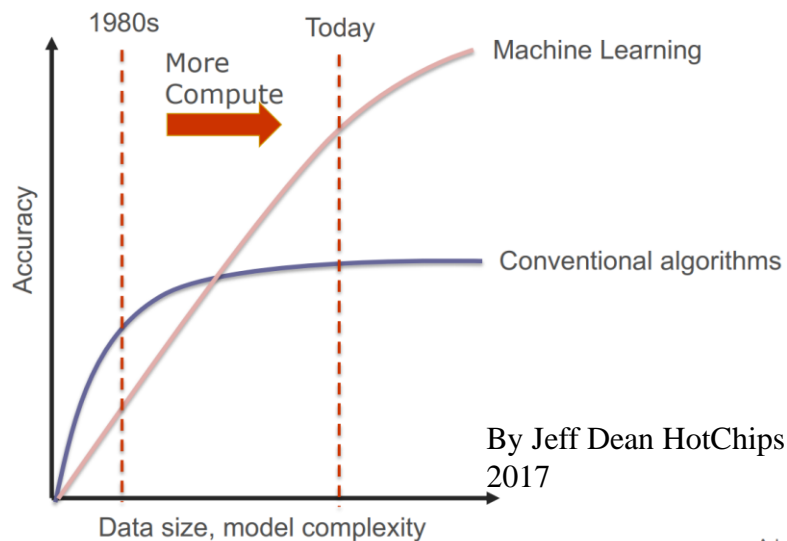 1980s
Today
More
Compute
Machine Learning
Accuracy
Conventional algorithms
By Jeff Dean HotChips
2017
Data size, model complexity